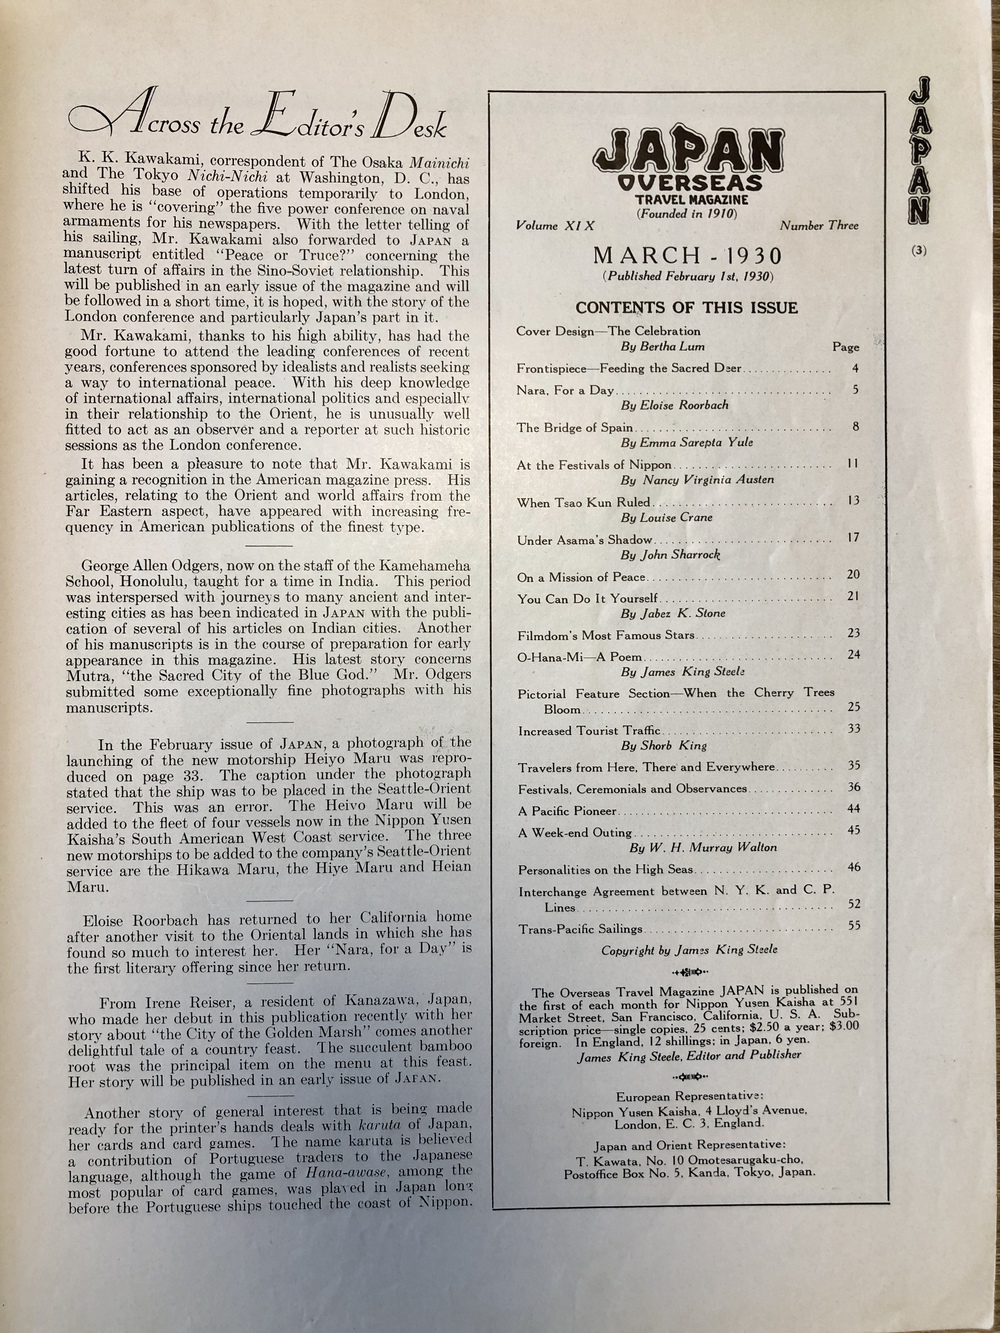 Across the Editor's Desk
K. K. Kawakami, correspondent of The Osaka Mainichi
and The Tokyo Nichi-Nichi at Washington, D. C., has
shifted his base of operations temporarily to London,
where he is "covering" the five power conference on naval
armaments for his newspapers. With the letter telling of
his sailing, Mr. Kawakami also forwarded to JAPAN a
manuscript entitled "Peace or Truce?" concerning the
latest turn of affairs in the Sino-Soviet relationship. This
will be published in an early issue of the magazine and will
be followed in a short time, it is hoped, with the story of the
London conference and particularly Japan's part in it.
Mr. Kawakami, thanks to his high ability, has had the
good fortune to attend the leading conferences of recent
years, conferences sponsored by idealists and realists seeking
a way to international peace. With his deep knowledge
of international affairs, international politics and especially
in their relationship to the Orient, he is unusually well
fitted to act as an observer and a reporter at such historic
sessions as the London conference.
It has been a pleasure to note that Mr. Kawakami is
gaining a recognition in the American magazine press. His
articles, relating to the Orient and world affairs from the
Far Eastern aspect, have appeared with increasing fre-
quency in American publications of the finest type.
George Allen Odgers, now on the staff of the Kamehameha
School, Honolulu, taught for a time in India. This period
was interspersed with journeys to many ancient and inter-
esting cities as has been indicated in JAPAN with the publi-
cation of several of his articles on Indian cities. Another
of his manuscripts is in the course of preparation for early
appearance in this magazine. His latest story concerns
Mutra, "the Sacred City of the Blue God." Mr. Odgers
submitted some exceptionally fine photographs with his
manuscripts.
In the February issue of JAPAN, a photograph of the
launching of the new motorship Heiyo Maru was repro-
duced on page 33. The caption under the photograph
stated that the ship was to be placed in the Seattle-Orient
service. This was an error. The Heivo Maru will be
added to the fleet of four vessels now in the Nippon Yusen
Kaisha's South American West Coast service. The three
new motorships to be added to the company's Seattle-Orient
service are the Hikawa Maru, the Hiye Maru and Heian
Maru.
Eloise Roorbach has returned to her California home
after another visit to the Oriental lands in which she has
found so much to interest her. Her "Nara, for a Day" is
the first literary offering since her return.
From Irene Reiser, a resident of Kanazawa, Japan,
who made her debut in this publication recently with her
story about "the City of the Golden Marsh" comes another
delightful tale of a country feast. The succulent bamboo
root was the principal item on the menu at this feast.
Her story will be published in an early issue of JAPAN.
Another story of general interest that is being made
ready for the printer's hands deals with karuta of Japan,
her cards and card games. The name karuta is believed
a contribution of Portuguese traders to the Japanese
language, although the game of Hana-awase, among the
most popular of card games, was played in Japan long
before the Portuguese ships touched the coast of Nippon.
JAPAN
OVERSEAS
TRAVEL MAGAZINE
(Founded in 1910)
Volume XIX Number Three
MARCH - 1930
(Published February 1st, 1930)
CONTENTS OF THIS ISSUE
Cover Design—The Celebration
By Bertha Lum Page
Frontispiece—Feeding the Sacred Deer.............. 4
Nara, For a Day................................. 5
By Eloise Roorbach
The Bridge of Spain.............................. 8
By Emma Sarepta Yule
At the Festivals of Nippon........................ 11
By Nancy Virginia Austen
When Tsao Kun Ruled........................... 13
By Louise Crane
Under Asama's Shadow........................... 17
By John Sharrock
On a Mission of Peace............................ 20
You Can Do It Yourself.......................... 21
By Jabez K. Stone
Filmdom's Most Famous Stars..................... 23
O-Hana-Mi—A Poem............................. 24
By James King Steele
Pictorial Feature Section—When the Cherry Trees
Bloom...................................... 25
Increased Tourist Traffic.......................... 33
By Shorb King
Travelers from Here, There and Everywhere......... 35
Festivals, Ceremonials and Observances............. 36
A Pacific Pioneer................................. 44
A Week-end Outing.............................. 45
By W. H. Murray Walton
Personalities on the High Seas..................... 46
Interchange Agreement between N. Y. K. and C. P.
Lines....................................... 52
Trans-Pacific Sailings............................. 55
Copyright by James King Steele
The Overseas Travel Magazine JAPAN is published on
the first of each month for Nippon Yusen Kaisha at 551
Market Street, San Francisco, California, U. S. A. Sub-
scription price—single copies, 25 cents; $2.50 a year; $3.00
foreign. In England, 12 shillings; in Japan, 6 yen.
James King Steele, Editor and Publisher
European Representative:
Nippon Yusen Kaisha, 4 Lloyd's Avenue,
London, E. C. 3, England.
Japan and Orient Representative:
T. Kawata, No. 10 Omotesarugaku-cho,
Postoffice Box No. 5, Kanda, Tokyo, Japan.
JAPAN
(3)